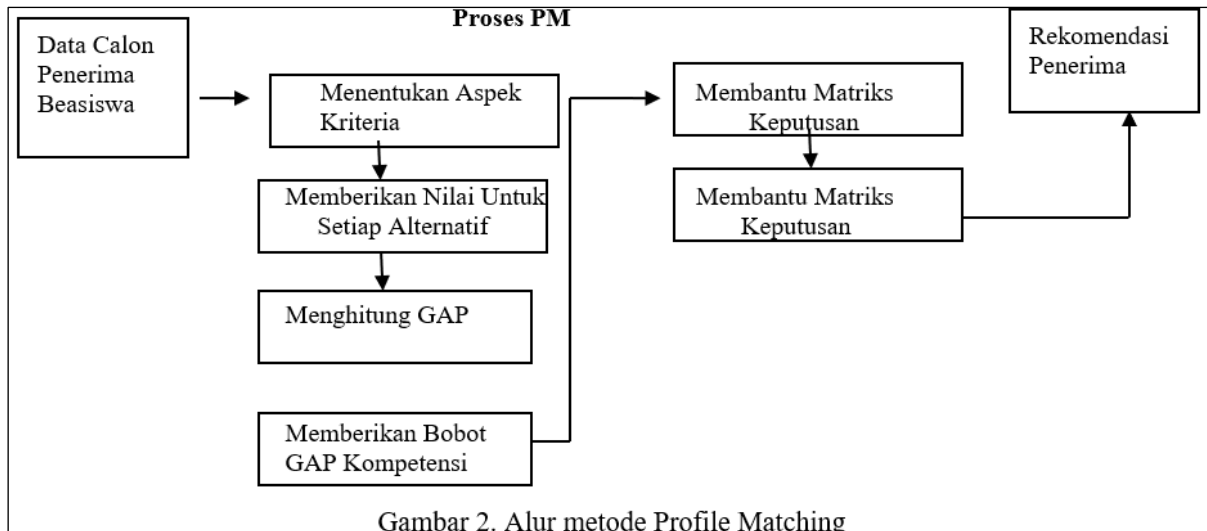 Proses PM
Data Calon
Penerima
Beasiswa
Menentukan Aspek
Kriteria
Memberikan Nilai Untuk
Setiap Alternatif
Menghitung GAP
Memberikan Bobot
GAP Kompetensi
Membantu Matriks
Keputusan
Membantu Matriks
Keputusan
Rekomendasi
Penerima
Gambar 2. Alur metode Profile Matching